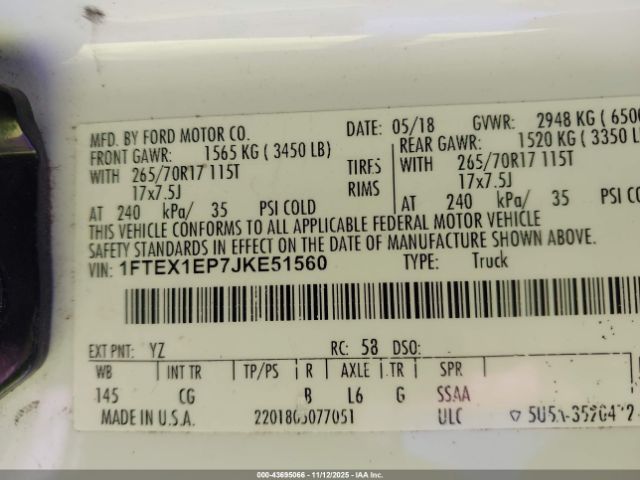 MFD. BY FORD MOTOR CO.
DATE: 05/18 GVWR: 2948 KG ( 6500
FRONT GAWR: 1565 KG ( 3450 LB)
REAR GAWR: 1520 KG ( 3350 LB
WITH 265/70R17 115T TIRES WITH 265/70R17 115T
17x7.5J RIMS 17x7.5J
AT 240 kPa/ 35 PSI COLD AT 240 kPa/ 35 PSI CO
THIS VEHICLE CONFORMS TO ALL APPLICABLE FEDERAL MOTOR VEHICLE
SAFETY STANDARDS IN EFFECT ON THE DATE OF MANUFACTURE SHOWN ABOVE.
VIN: 1FTEX1EP7JKE51560 TYPE: Truck
EXT PNT: YZ RC: 58 DSO:
WB INT TR TP/PS R AXLE TR SPR
145 CG B L6 G SSAA
MADE IN U.S.A. ULC
00-43695066 - 11/12/2025 - IAA Inc.